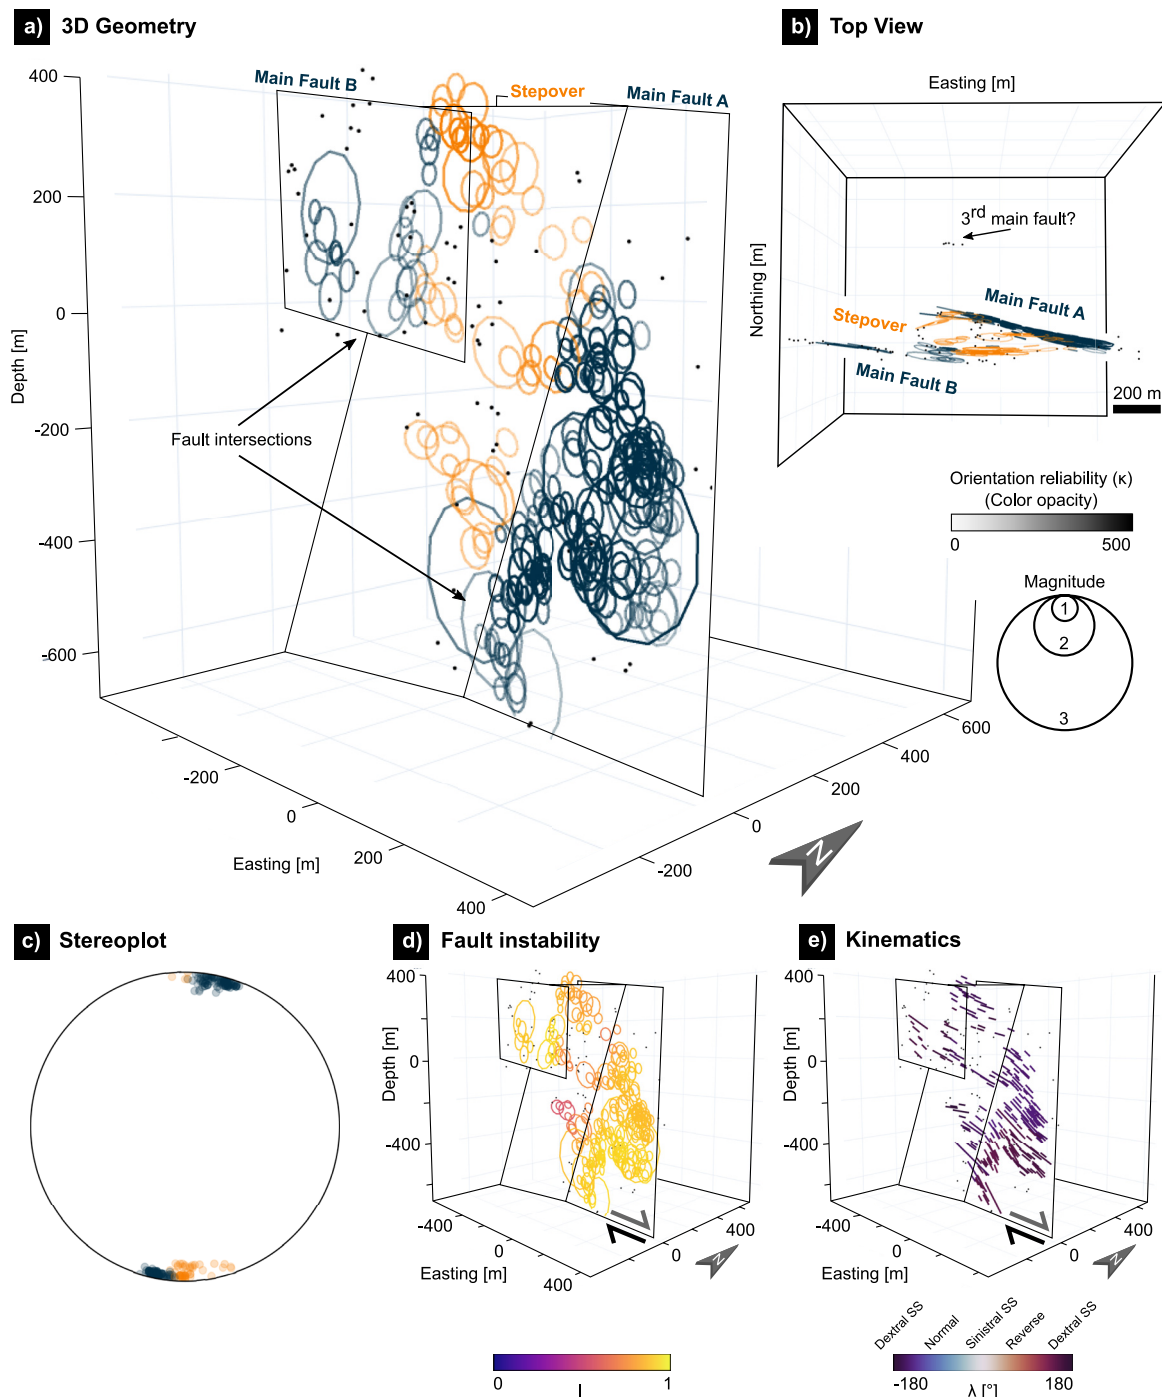 a) 3D Geometry
Main Fault B
Stepover
Main Fault A
400
200
0
-200
-400
-600
Depth [m]
Fault intersections
-200
0
200
400
Easting [m]
-200
0
200
400
600
N
b) Top View
Easting [m]
Northing [m]
3rd main fault?
Main Fault A
Stepover
Main Fault B
200 m
Orientation reliability (κ)
(Color opacity)
0 500
Magnitude
1
2
3
c) Stereoplot
d) Fault instability
400
0
-400
Depth [m]
-400
0
400
Easting [m]
0
400
N
0 1
I
e) Kinematics
400
0
-400
Depth [m]
-400
0
Easting [m]
0
400
N
Dextral SS
Normal
Sinistral SS
Reverse
Dextral SS
-180 180
λ [°]